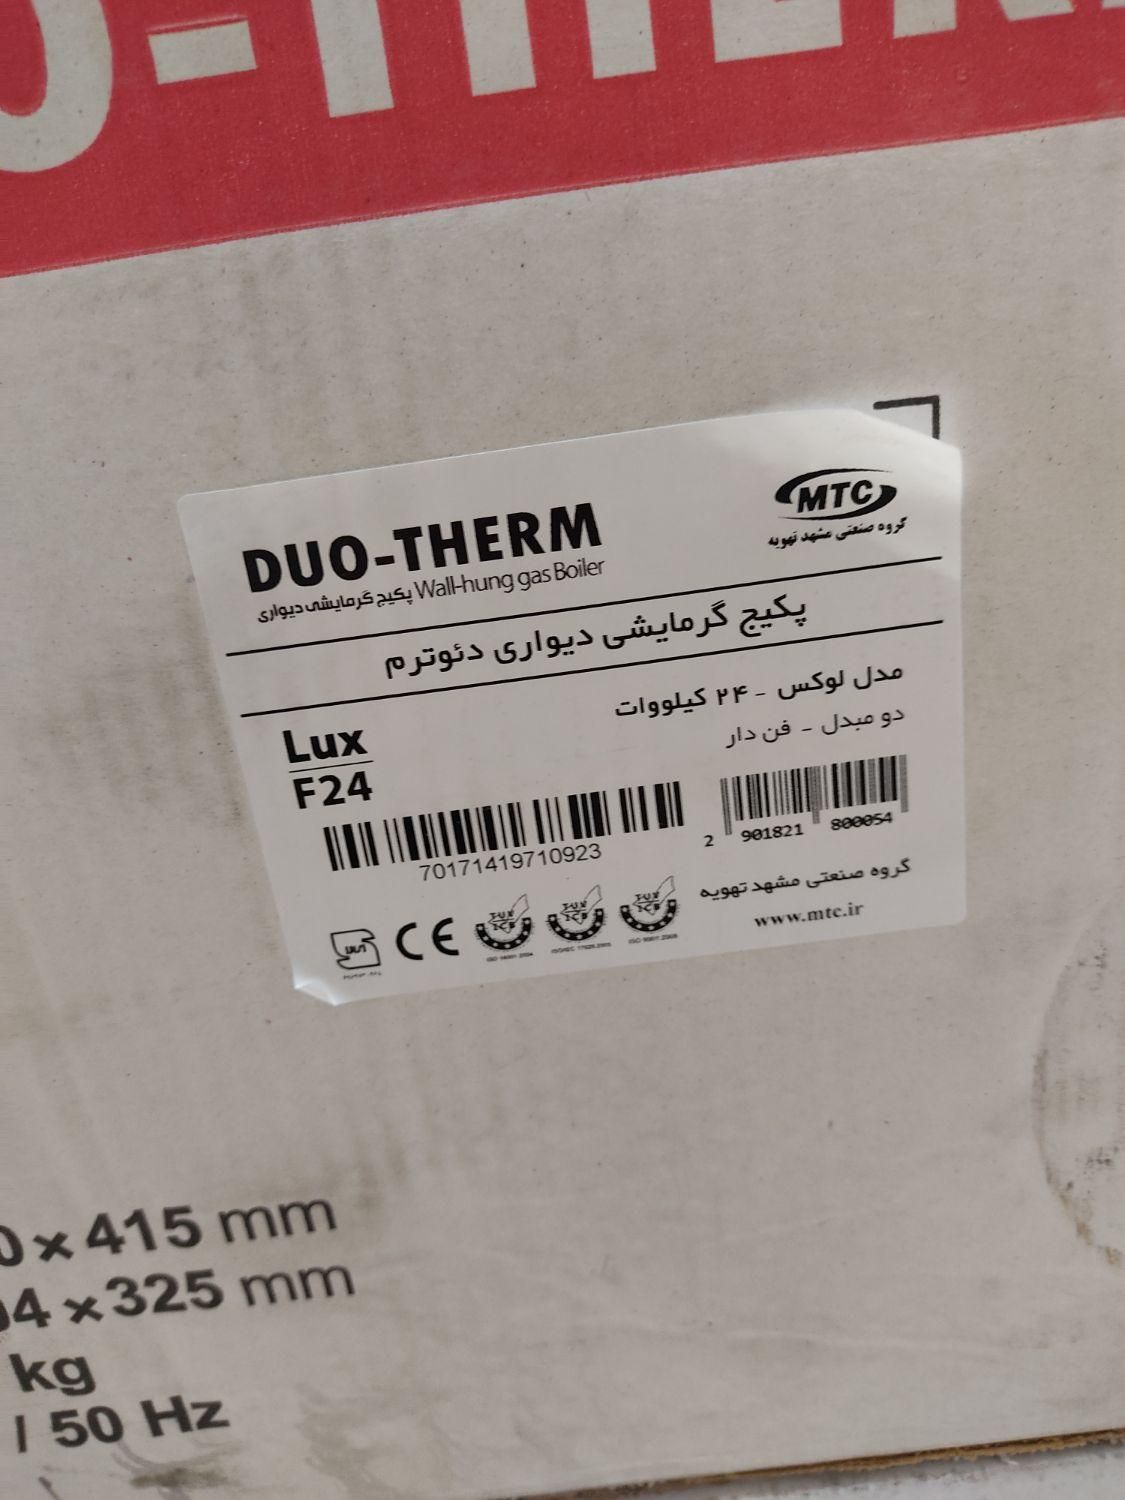 DUO-THERM
MTC
گروه صنعتی مشهد تهویه
پکیج گرمایشی دیواری Wall-hung gas Boiler
پکیج گرمایشی دیواری دئوترم
مدل لوکس - ۲۴ کیلووات
دو مبدل - فن دار
Lux
F24
70171419710923
2 901821 800054
گروه صنعتی مشهد تهویه
www.mtc.ir
CE
0 × 415 mm
04 × 325 mm
kg
/ 50 Hz